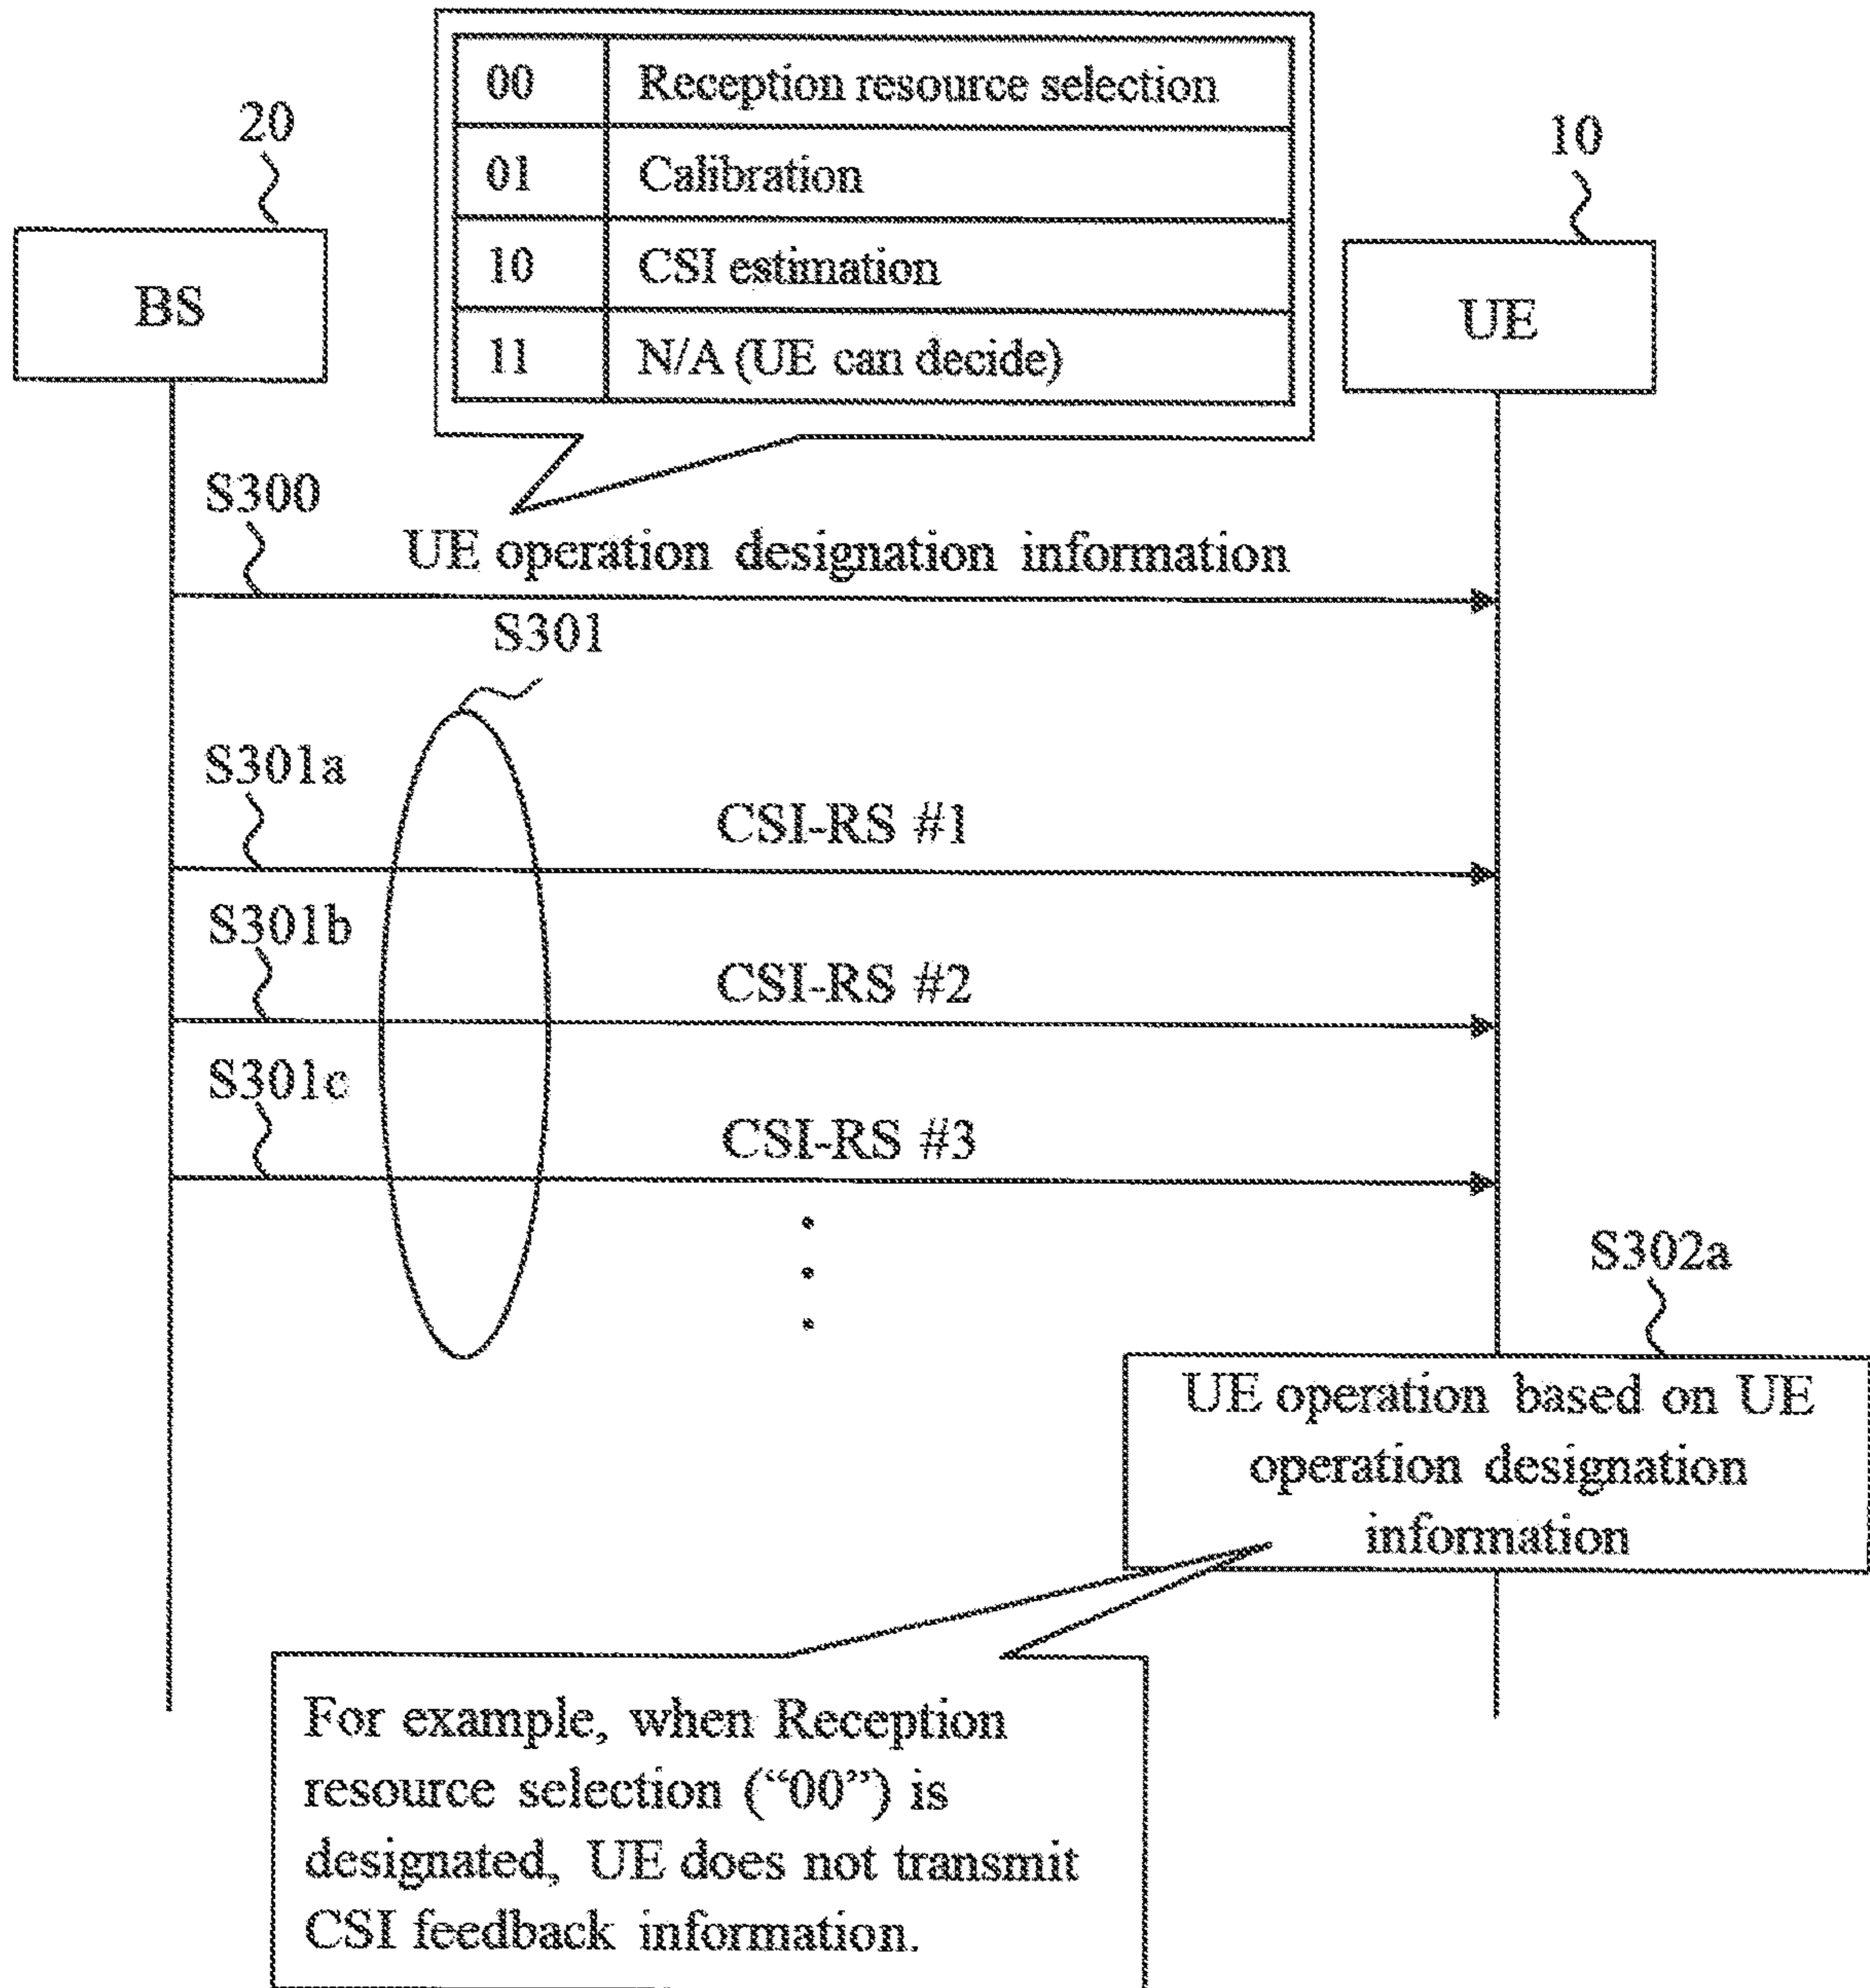 00 Reception resource selection
01 Calibration
10 CSI estimation
11 N/A (UE can decide)
20
10
BS
UE
S300
UE operation designation information
S301
S301a
CSI-RS #1
S301b
CSI-RS #2
S301c
CSI-RS #3
S302a
UE operation based on UE
operation designation
information
For example, when Reception
resource selection (“00”) is
designated, UE does not transmit
CSI feedback information.